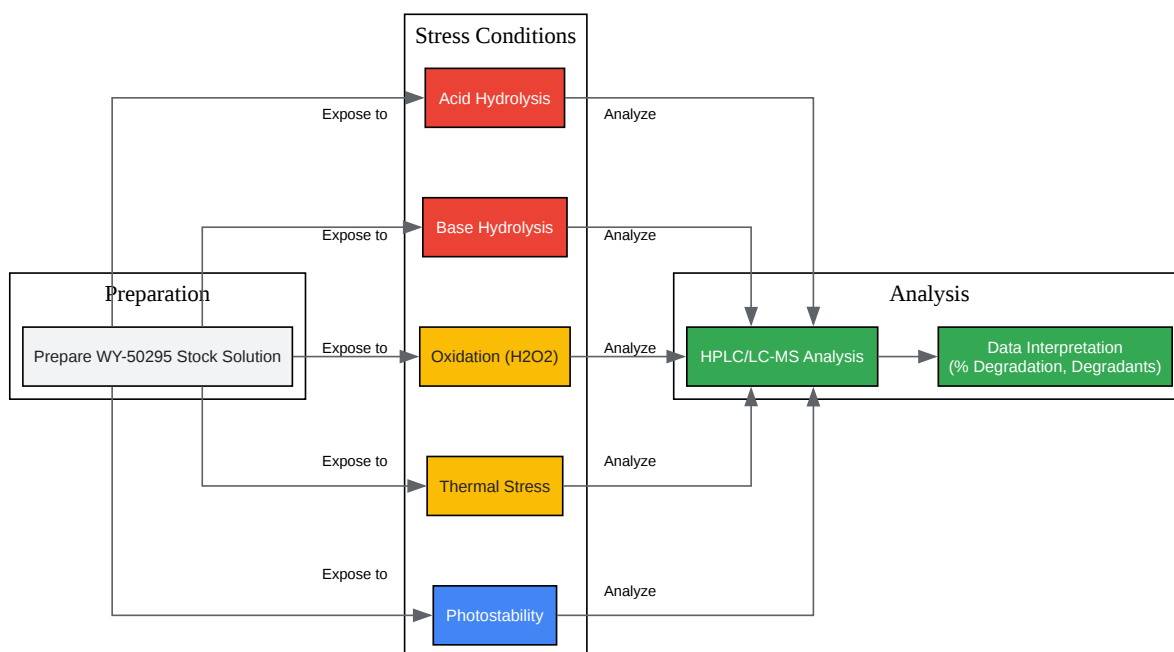 Stress Conditions
Acid Hydrolysis
Expose to
Analyze
Base Hydrolysis
Expose to
Analyze
Preparation
Analysis
Prepare WY-50295 Stock Solution
Expose to
Oxidation (H2O2)
Analyze
HPLC/LC-MS Analysis
Data Interpretation
(% Degradation, Degradants)
Expose to
Analyze
Thermal Stress
Expose to
Analyze
Photostability